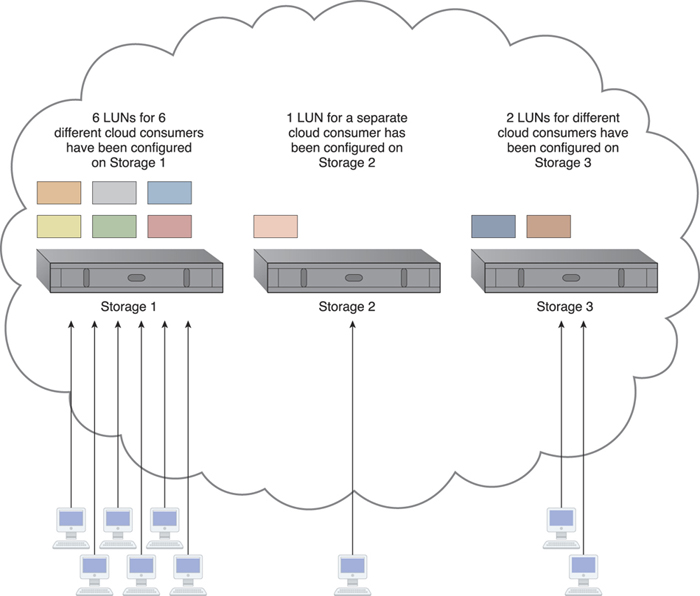 6 LUNs for 6
different cloud consumers
have been configured
on Storage 1
1 LUN for a separate
cloud consumer has
been configured on
Storage 2
2 LUNs for different
cloud consumers have
been configured on
Storage 3
Storage 1
Storage 2
Storage 3